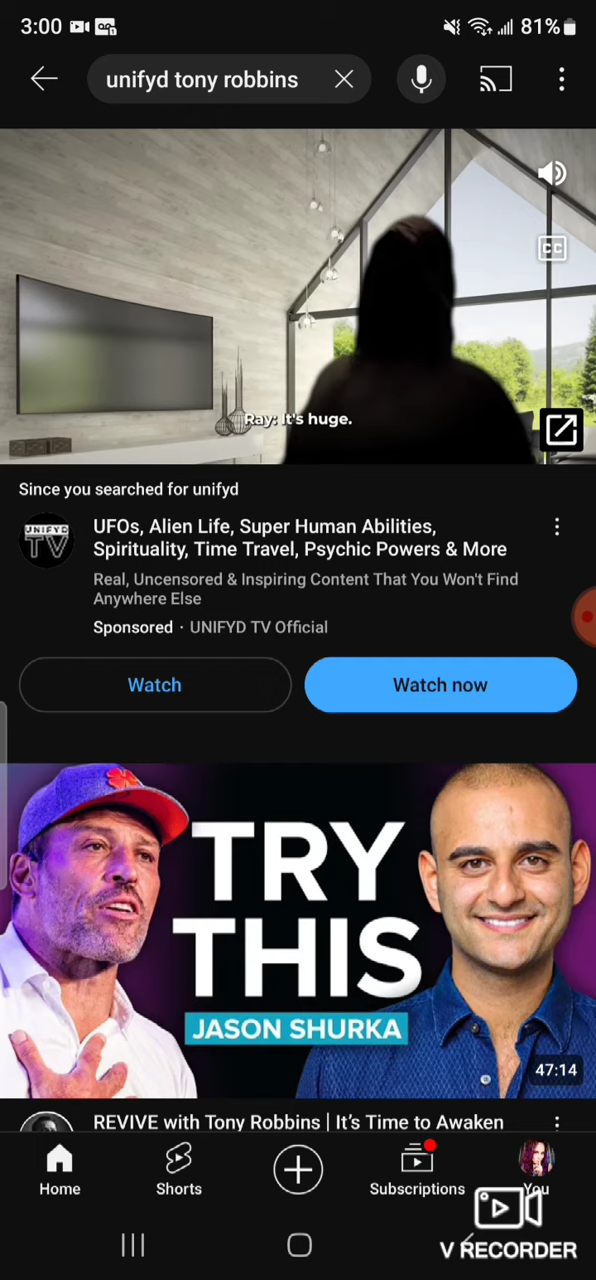 3:00
81%
unifyd tony robbins
CC
Ray: It's huge.
Since you searched for unifyd
UNIFYD
TV
UFOs, Alien Life, Super Human Abilities,
Spirituality, Time Travel, Psychic Powers & More
Real, Uncensored & Inspiring Content That You Won't Find
Anywhere Else
Sponsored · UNIFYD TV Official
Watch
Watch now
TRY
THIS
JASON SHURKA
47:14
REVIVE with Tony Robbins | It's Time to Awaken
Home
Shorts
Subscriptions
You
V RECORDER